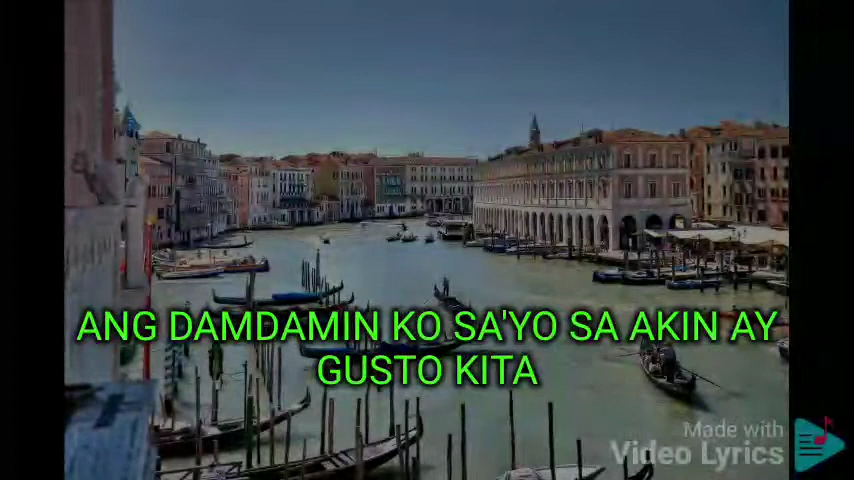 ANG DAMDAMIN KO SA'YO SA AKIN AY
GUSTO KITA
Made with
Video Lyrics